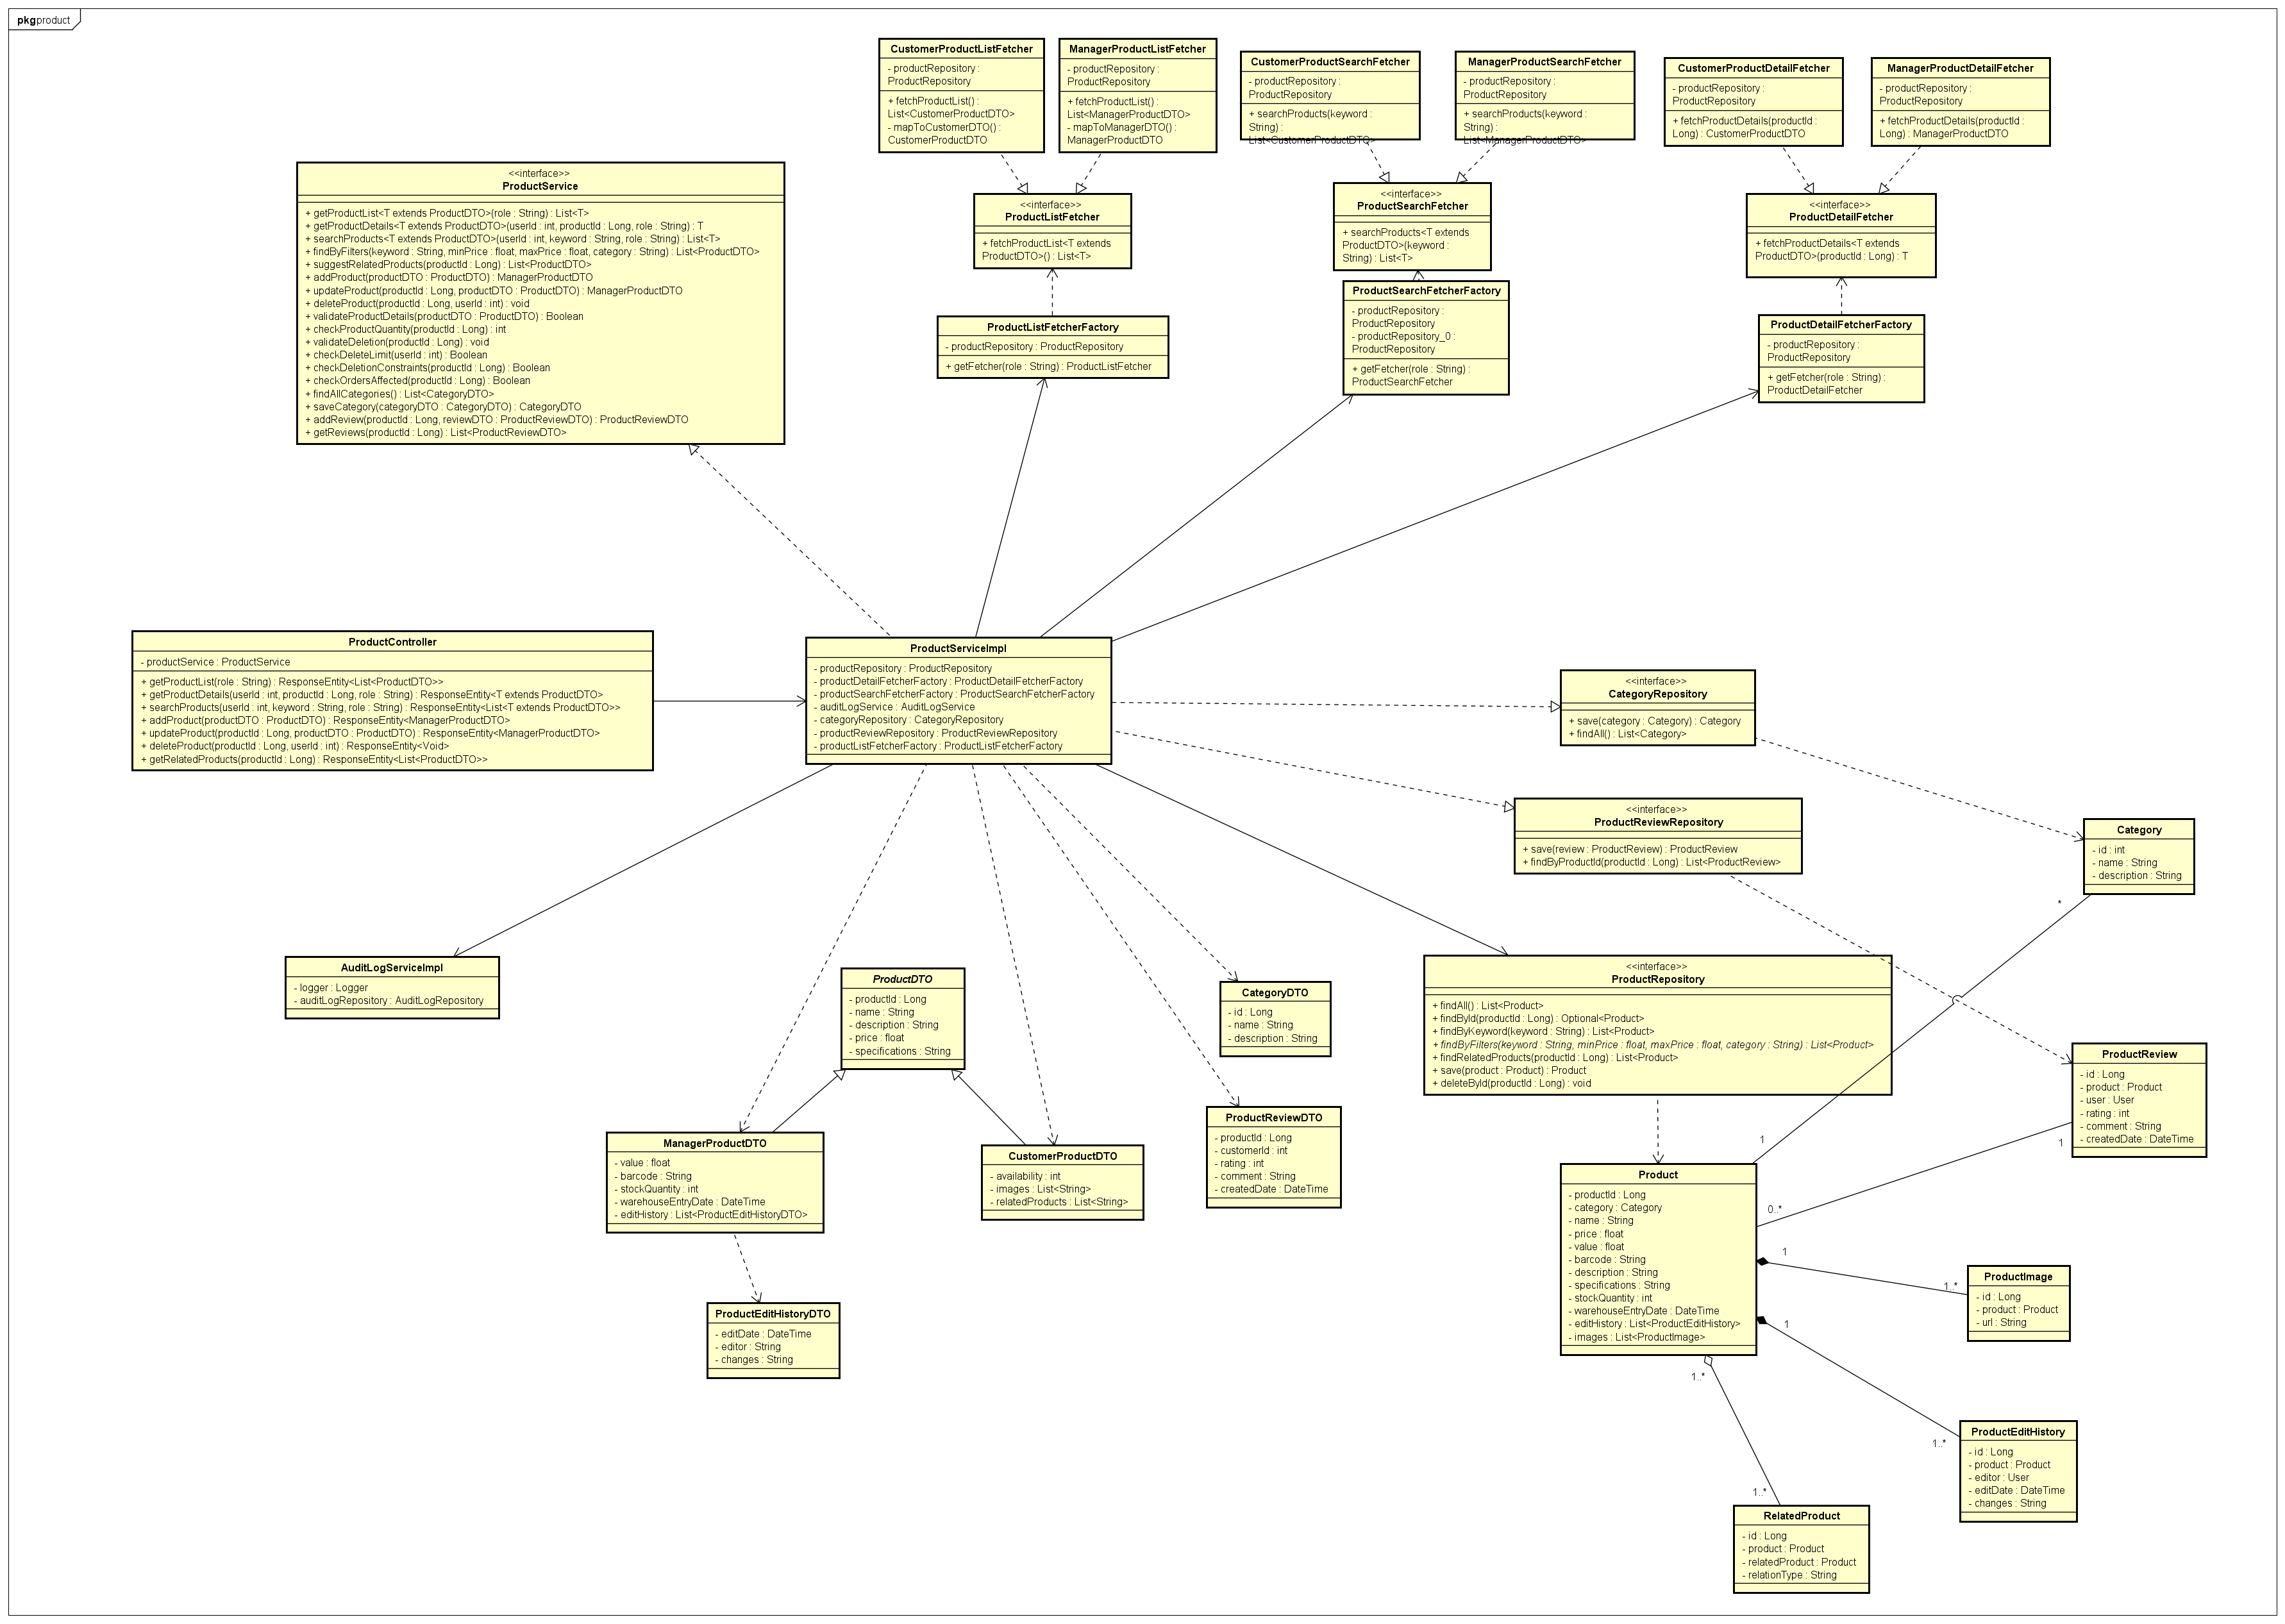 pkg product
CustomerProductListFetcher
- productRepository :
ProductRepository
+ fetchProductList() :
List<CustomerProductDTO>
- mapToCustomerDTO() :
CustomerProductDTO
ManagerProductListFetcher
- productRepository :
ProductRepository
+ fetchProductList() :
List<ManagerProductDTO>
- mapToManagerDTO() :
ManagerProductDTO
CustomerProductSearchFetcher
- productRepository :
ProductRepository
+ searchProducts(keyword :
String) :
List<CustomerProductDTO>
ManagerProductSearchFetcher
- productRepository :
ProductRepository
+ searchProducts(keyword :
String) :
List<ManagerProductDTO>
CustomerProductDetailFetcher
- productRepository :
ProductRepository
+ fetchProductDetails(productId :
Long) : CustomerProductDTO
ManagerProductDetailFetcher
- productRepository :
ProductRepository
+ fetchProductDetails(productId :
Long) : ManagerProductDTO
<<interface>>
ProductService
+ getProductList<T extends ProductDTO>(role : String) : List<T>
+ getProductDetails<T extends ProductDTO>(userId : int, productId : Long, role : String) : T
+ searchProducts<T extends ProductDTO>(userId : int, keyword : String, role : String) : List<T>
+ findByFilters(keyword : String, minPrice : float, maxPrice : float, category : String) : List<ProductDTO>
+ suggestRelatedProducts(productId : Long) : List<ProductDTO>
+ addProduct(productDTO : ProductDTO) : ManagerProductDTO
+ updateProduct(productId : Long, productDTO : ProductDTO) : ManagerProductDTO
+ deleteProduct(productId : Long, userId : int) : void
+ validateProductDetails(productDTO : ProductDTO) : Boolean
+ checkProductQuantity(productId : Long) : int
+ validateDeletion(productId : Long) : void
+ checkDeleteLimit(userId : int) : Boolean
+ checkDeletionConstraints(productId : Long) : Boolean
+ checkOrdersAffected(productId : Long) : Boolean
+ findAllCategories() : List<CategoryDTO>
+ saveCategory(categoryDTO : CategoryDTO) : CategoryDTO
+ addReview(productId : Long, reviewDTO : ProductReviewDTO) : ProductReviewDTO
+ getReviews(productId : Long) : List<ProductReviewDTO>
<<interface>>
ProductListFetcher
+ fetchProductList<T extends
ProductDTO>() : List<T>
<<interface>>
ProductSearchFetcher
+ searchProducts<T extends
ProductDTO>(keyword :
String) : List<T>
<<interface>>
ProductDetailFetcher
+ fetchProductDetails<T extends
ProductDTO>(productId : Long) : T
ProductListFetcherFactory
- productRepository : ProductRepository
+ getFetcher(role : String) : ProductListFetcher
ProductSearchFetcherFactory
- productRepository :
ProductRepository
- productRepository_0 :
ProductRepository
+ getFetcher(role : String) :
ProductSearchFetcher
ProductDetailFetcherFactory
- productRepository :
ProductRepository
+ getFetcher(role : String) :
ProductDetailFetcher
ProductController
- productService : ProductService
+ getProductList(role : String) : ResponseEntity<List<ProductDTO>>
+ getProductDetails(userId : int, productId : Long, role : String) : ResponseEntity<T extends ProductDTO>
+ searchProducts(userId : int, keyword : String, role : String) : ResponseEntity<List<T extends ProductDTO>>
+ addProduct(productDTO : ProductDTO) : ResponseEntity<ManagerProductDTO>
+ updateProduct(productId : Long, productDTO : ProductDTO) : ResponseEntity<ManagerProductDTO>
+ deleteProduct(productId : Long, userId : int) : ResponseEntity<Void>
+ getRelatedProducts(productId : Long) : ResponseEntity<List<ProductDTO>>
ProductServiceImpl
- productRepository : ProductRepository
- productDetailFetcherFactory : ProductDetailFetcherFactory
- productSearchFetcherFactory : ProductSearchFetcherFactory
- auditLogService : AuditLogService
- categoryRepository : CategoryRepository
- productReviewRepository : ProductReviewRepository
- productListFetcherFactory : ProductListFetcherFactory
<<interface>>
CategoryRepository
+ save(category : Category) : Category
+ findAll() : List<Category>
<<interface>>
ProductReviewRepository
+ save(review : ProductReview) : ProductReview
+ findByProductId(productId : Long) : List<ProductReview>
Category
- id : int
- name : String
- description : String
*
AuditLogServiceImpl
- logger : Logger
- auditLogRepository : AuditLogRepository
ProductDTO
- productId : Long
- name : String
- description : String
- price : float
- specifications : String
CategoryDTO
- id : Long
- name : String
- description : String
<<interface>>
ProductRepository
+ findAll() : List<Product>
+ findById(productId : Long) : Optional<Product>
+ findByKeyword(keyword : String) : List<Product>
+ findByFilters(keyword : String, minPrice : float, maxPrice : float, category : String) : List<Product>
+ findRelatedProducts(productId : Long) : List<Product>
+ save(product : Product) : Product
+ deleteById(productId : Long) : void
ProductReview
- id : Long
- product : Product
- user : User
- rating : int
- comment : String
- createdDate : DateTime
1
1
0..*
ManagerProductDTO
- value : float
- barcode : String
- stockQuantity : int
- warehouseEntryDate : DateTime
- editHistory : List<ProductEditHistoryDTO>
CustomerProductDTO
- availability : int
- images : List<String>
- relatedProducts : List<String>
ProductReviewDTO
- productId : Long
- customerId : int
- rating : int
- comment : String
- createdDate : DateTime
Product
- productId : Long
- category : Category
- name : String
- price : float
- value : float
- barcode : String
- description : String
- specifications : String
- stockQuantity : int
- warehouseEntryDate : DateTime
- editHistory : List<ProductEditHistory>
- images : List<ProductImage>
1
1..*
ProductImage
- id : Long
- product : Product
- url : String
ProductEditHistoryDTO
- editDate : DateTime
- editor : String
- changes : String
1
1..*
ProductEditHistory
- id : Long
- product : Product
- editor : User
- editDate : DateTime
- changes : String
1..*
1..*
RelatedProduct
- id : Long
- product : Product
- relatedProduct : Product
- relationType : String